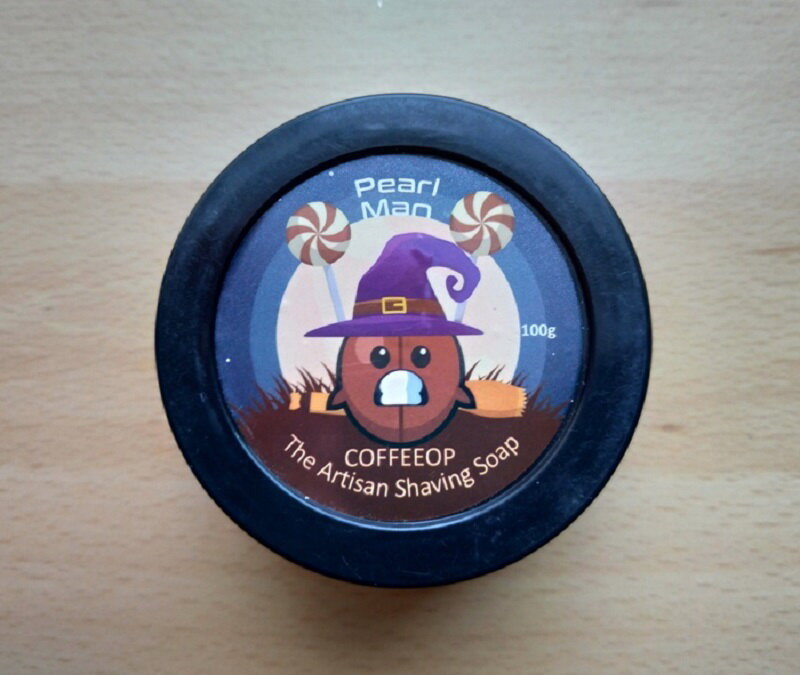 Pearl
Man
100g
COFFEEOP
The Artisan Shaving Soap